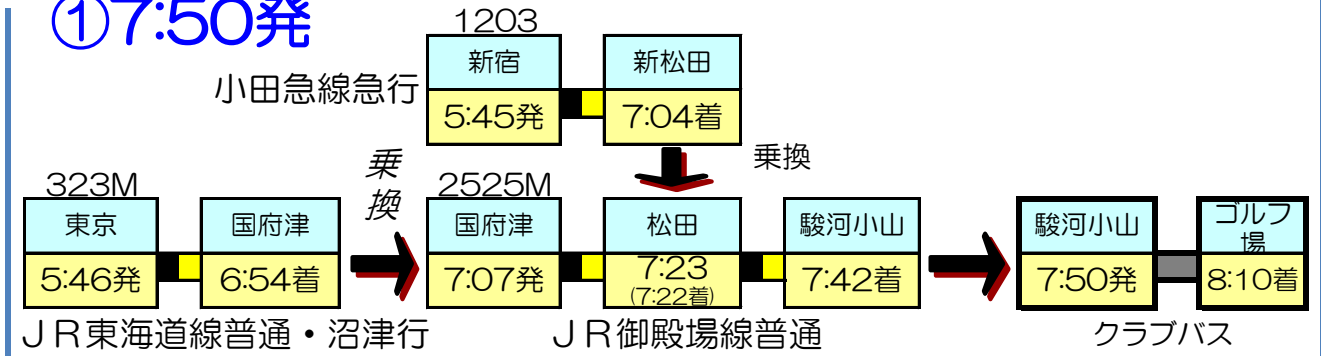 ①7:50発
1203
小田急線急行
新宿
新松田
5:45発
7:04着
乗換
乗換
323M
東京
国府津
5:46発
6:54着
2525M
国府津
松田
駿河小山
7:07発
7:23
(7:22着)
7:42着
駿河小山
ゴルフ
場
7:50発
8:10着
JR東海道線普通・沼津行
JR御殿場線普通
クラブバス